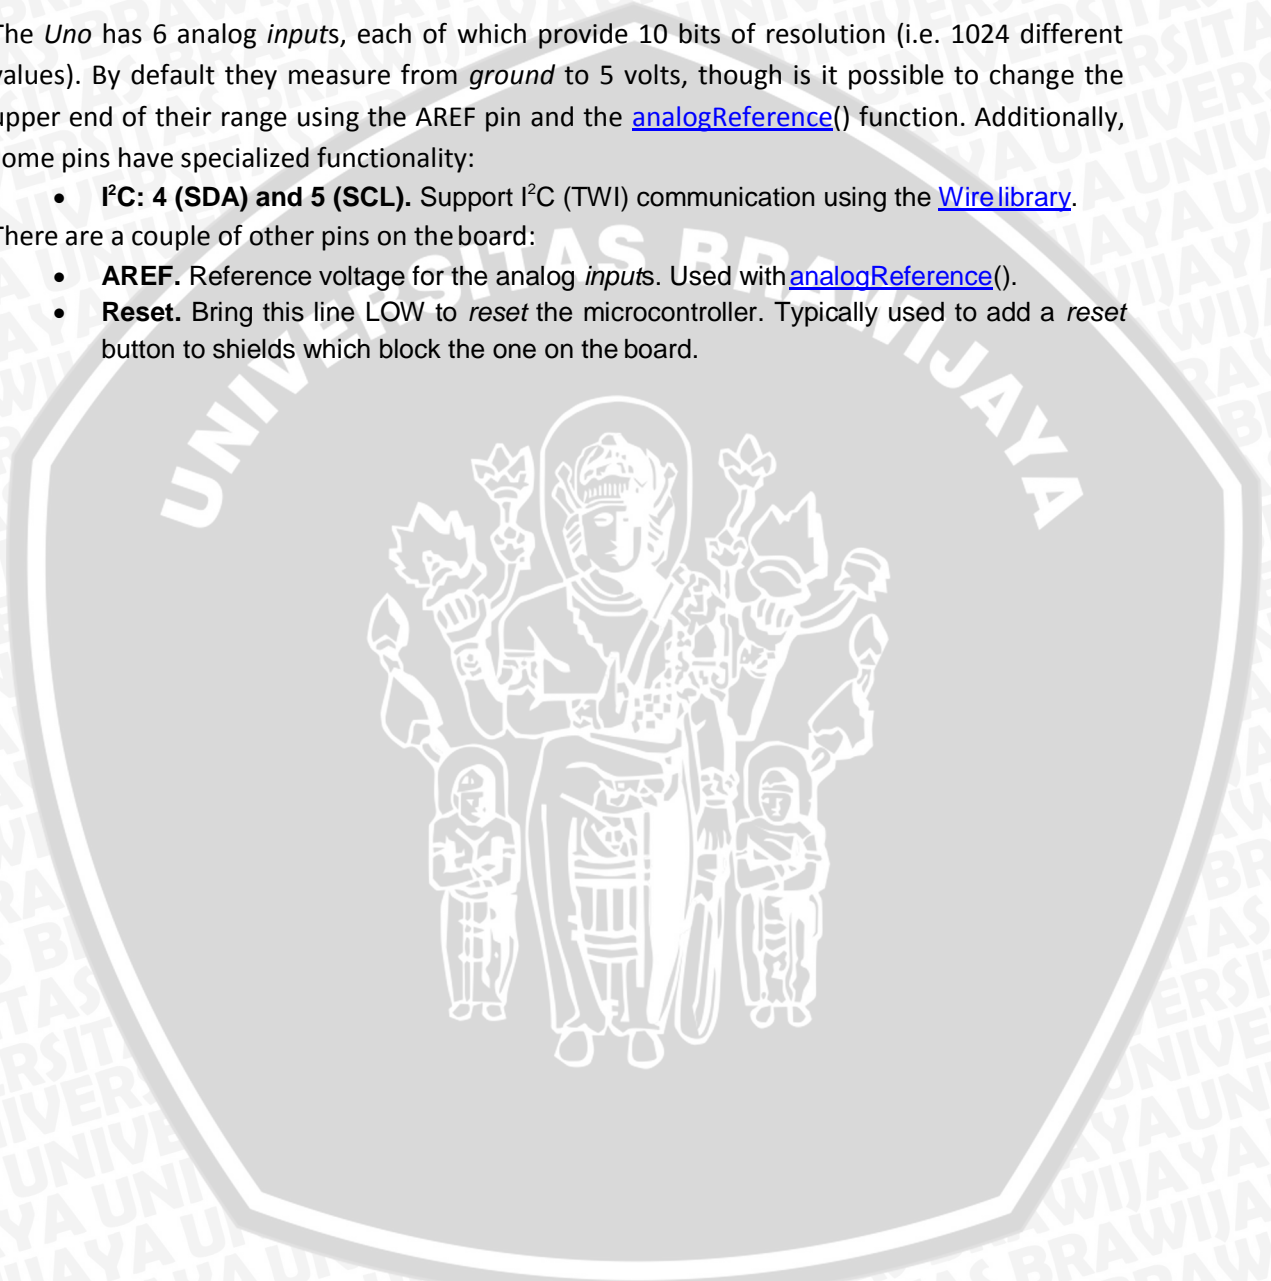 The Uno has 6 analog inputs, each of which provide 10 bits of resolution (i.e. 1024 different
values). By default they measure from ground to 5 volts, though is it possible to change the
upper end of their range using the AREF pin and the analogReference() function. Additionally,
some pins have specialized functionality:
• I²C: 4 (SDA) and 5 (SCL). Support I²C (TWI) communication using the Wire library.
There are a couple of other pins on the board:
• AREF. Reference voltage for the analog inputs. Used with analogReference().
• Reset. Bring this line LOW to reset the microcontroller. Typically used to add a reset
button to shields which block the one on the board.
UNIVERSITAS BRAWIJAYA